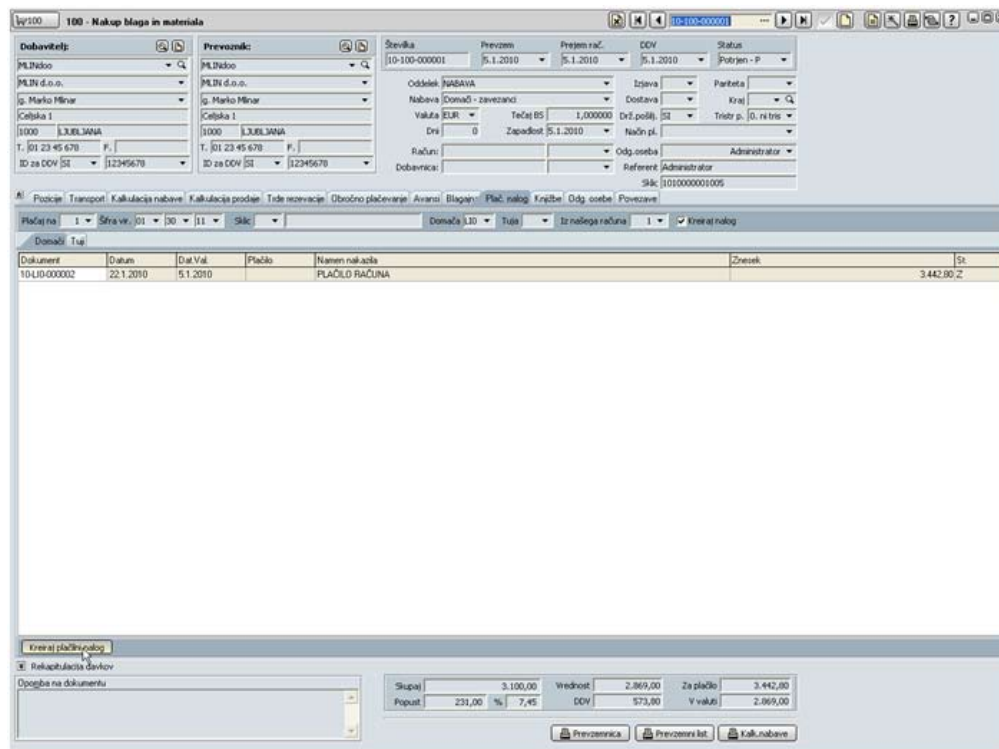 100 100 - Nakup blaga in materiala 10-100-000001
Dobavitelj: Prevoznik: Številka Prevzem Prejem rač. DDV Status
MLINdoo MLINdoo 10-100-000001 5.1.2010 5.1.2010 5.1.2010 Potrjen - P
MLIN d.o.o. MLIN d.o.o. Oddelek NABAVA Izjava Pariteta
g. Marko Mlinar g. Marko Mlinar Nabava Domači - zavezanci Dostava Kraj
Celjska 1 Celjska 1 Valuta EUR Tečaj BS 1,000000 Drž.pošilj. SI Tristr p. 0. ni tris
1000 LJUBLJANA 1000 LJUBLJANA Dni 0 Zapadlost 5.1.2010 Način pl.
T. 01 23 45 678 F. T. 01 23 45 678 F. Račun: Odg.oseba Administrator
ID za DDV SI 12345678 ID za DDV SI 12345678 Dobavnica: Referent Administrator
Sklic 1010000001005
Pozicije Transport Kalkulacija nabave Kalkulacija prodaje Trde rezervacije Obročno plačevanje Avansi Blagajn Plač. nalog Knjižbe Odg. osebe Povezave
Plačaj na 1 Šifra vir. 01 30 11 Sklic Domača LI0 Tuja Iz našega računa 1 Kreiraj nalog
Domači Tuji
Dokument Datum Dat.Val. Plačilo Namen nakazila Znesek St.
10-LI0-000002 22.1.2010 5.1.2010 PLAČILO RAČUNA 3.442,80 Z
Kreiraj plačilni nalog
Rekapitulacija davkov
Opomba na dokumentu
Skupaj 3.100,00 Vrednost 2.869,00 Za plačilo 3.442,80
Popust 231,00 % 7,45 DDV 573,80 V valuti 2.869,00
Prevzemnica Prevzemni list Kalk.nabave